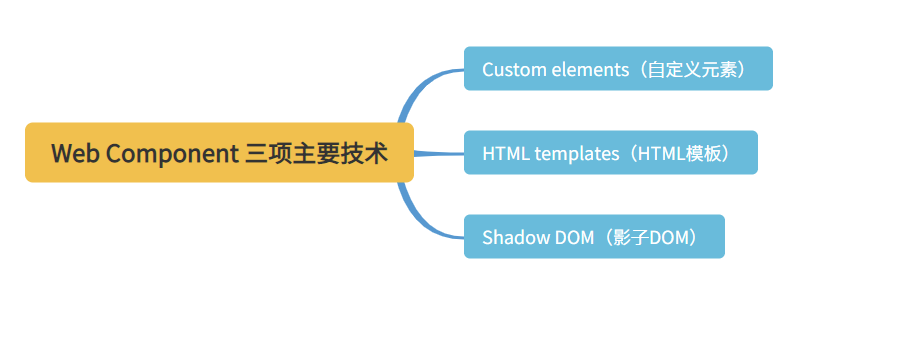 Web Component 三项主要技术
Custom elements（自定义元素）
HTML templates（HTML模板）
Shadow DOM（影子DOM）